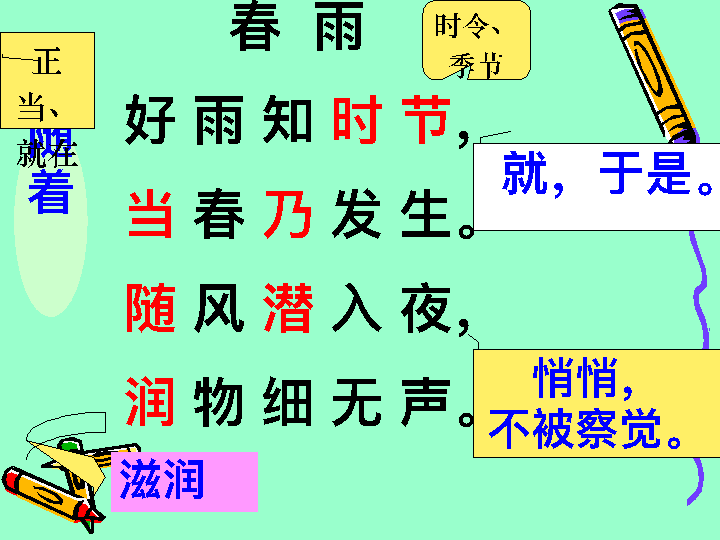 春 雨
时令、
季节
正
当、
就在
随
着
好 雨 知 时 节，
就， 于是。
当 春 乃 发 生。
随 风 潜 入 夜，
悄悄，
不被察觉。
润 物 细 无 声。
滋润